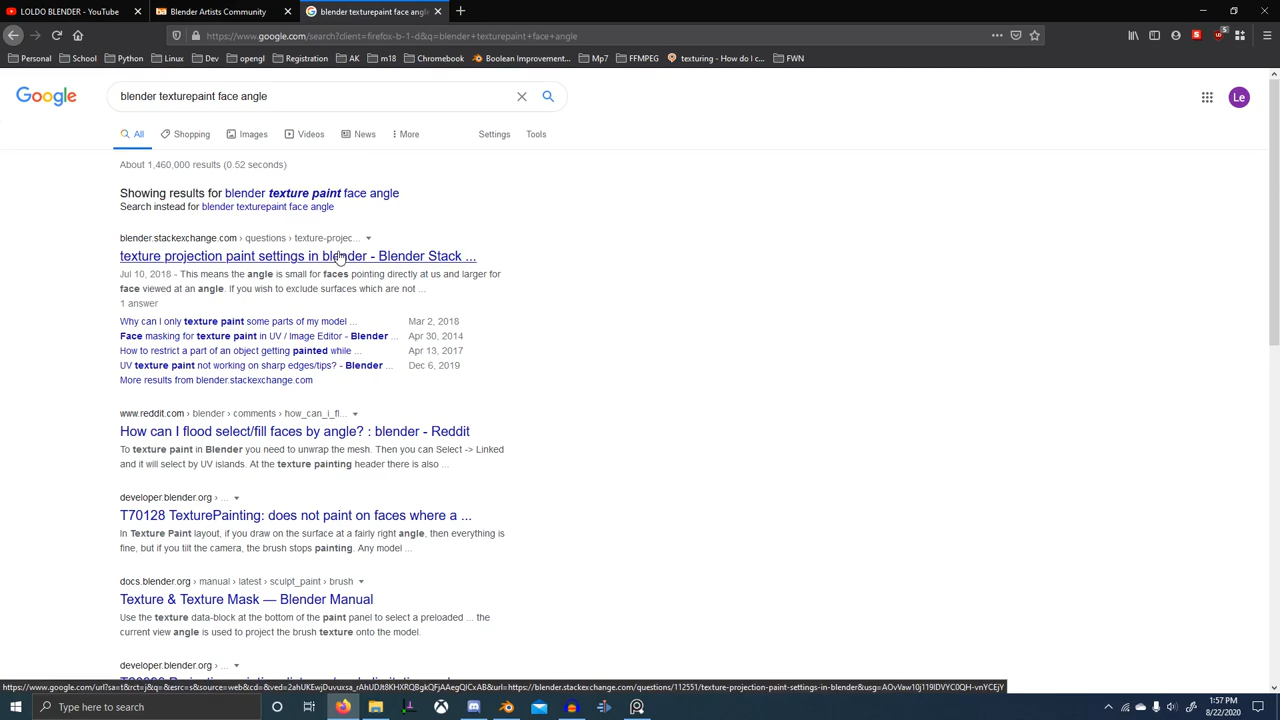 LOLDO BLENDER - YouTube
Blender Artists Community
blender texturepaint face angle
https://www.google.com/search?client=firefox-b-1-d&q=blender+texturepaint+face+angle
Personal School Python Linux Dev opengl Registration AK m18 Chromebook Boolean Improvement... Mp7 FFMPEG texturing - How do I c... FWN
Google
blender texturepaint face angle
Le
All Shopping Images Videos News More Settings Tools
About 1,460,000 results (0.52 seconds)
Showing results for blender texture paint face angle
Search instead for blender texturepaint face angle
blender.stackexchange.com › questions › texture-projec...
texture projection paint settings in blender - Blender Stack ...
Jul 10, 2018 - This means the angle is small for faces pointing directly at us and larger for
face viewed at an angle. If you wish to exclude surfaces which are not ...
1 answer
Why can I only texture paint some parts of my model ... Mar 2, 2018
Face masking for texture paint in UV / Image Editor - Blender ... Apr 30, 2014
How to restrict a part of an object getting painted while ... Apr 13, 2017
UV texture paint not working on sharp edges/tips? - Blender ... Dec 6, 2019
More results from blender.stackexchange.com
www.reddit.com › blender › comments › how_can_i_fl...
How can I flood select/fill faces by angle? : blender - Reddit
To texture paint in Blender you need to unwrap the mesh. Then you can Select -> Linked
and it will select by UV islands. At the texture painting header there is also ...
developer.blender.org › ...
T70128 TexturePainting: does not paint on faces where a ...
In Texture Paint layout, if you draw on the surface at a fairly right angle, then everything is
fine, but if you tilt the camera, the brush stops painting. Any model ...
docs.blender.org › manual › latest › sculpt_paint › brush
Texture & Texture Mask — Blender Manual
Use the texture data-block at the bottom of the paint panel to select a preloaded ... the
current view angle is used to project the brush texture onto the model.
developer.blender.org › ...
Type here to search
1:57 PM
8/22/2020